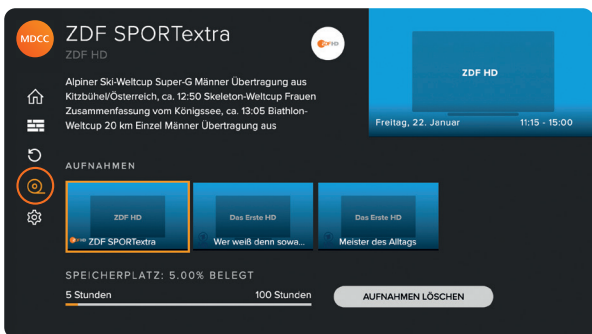 MDCC
ZDF SPORTextra
ZDF HD
Alpiner Ski-Weltcup Super-G Männer Übertragung aus
Kitzbühel/Österreich, ca. 12:50 Skeleton-Weltcup Frauen
Zusammenfassung vom Königssee, ca. 13:05 Biathlon-
Weltcup 20 km Einzel Männer Übertragung aus
ZDF HD
Freitag, 22. Januar
11:15 - 15:00
AUFNAHMEN
ZDF HD
ZDF SPORTextra
Das Erste HD
Wer weiß denn sowa...
Das Erste HD
Meister des Alltags
SPEICHERPLATZ: 5.00% BELEGT
5 Stunden
100 Stunden
AUFNAHMEN LÖSCHEN